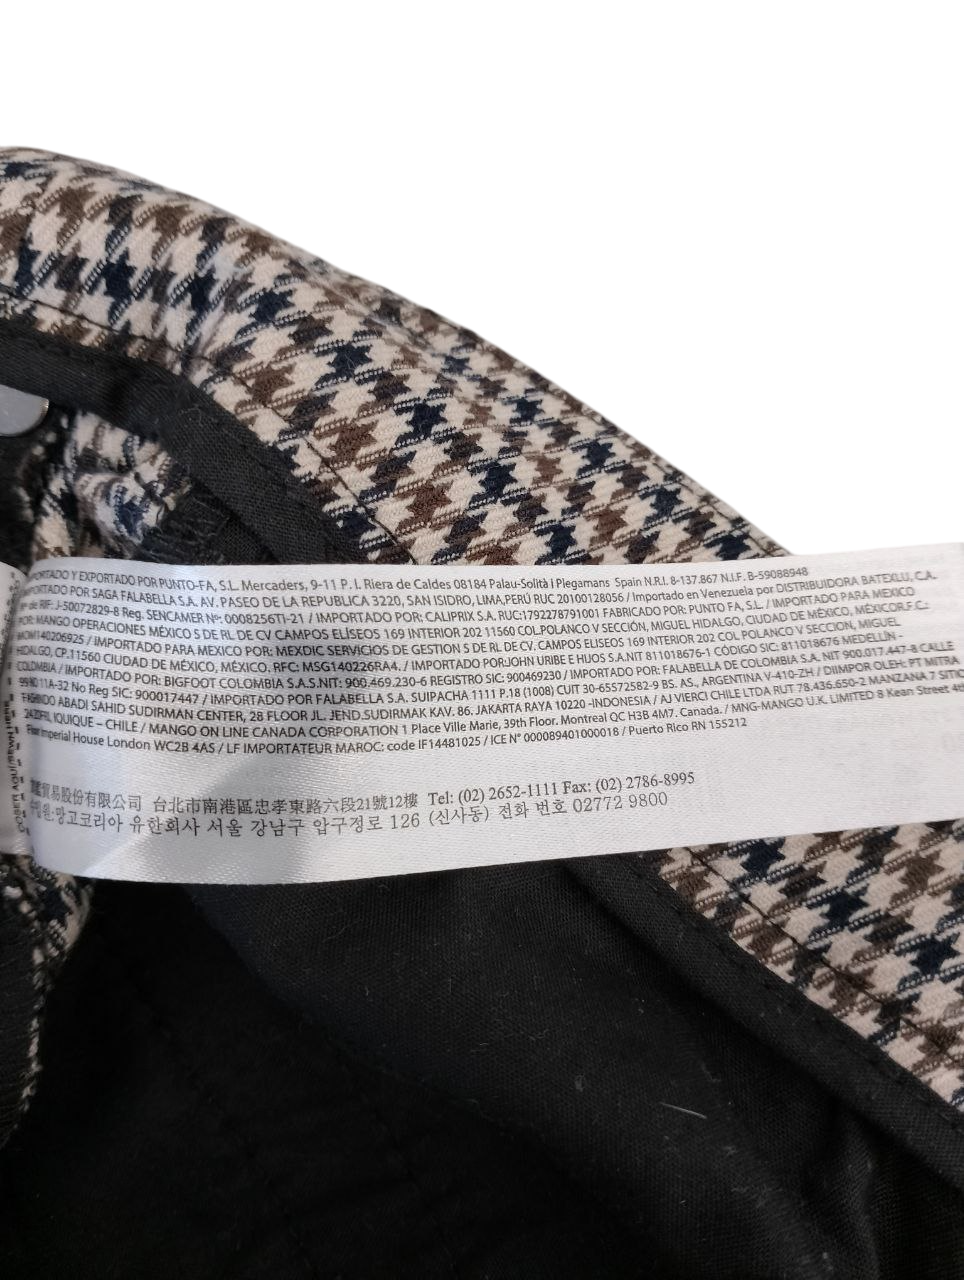 PORTADO Y EXPORTADO POR PUNTO-FA, S.L. Mercaders, 9-11 P. I. Riera de Caldes 08184 Palau-Solità i Plegamans Spain N.R.I. 8-137.867 N.I.F. B-59088948
PORTADO POR SAGA FALABELLA S.A. AV. PASEO DE LA REPUBLICA 3220, SAN ISIDRO, LIMA,PERÚ RUC 20100128056 / Importado en Venezuela por DISTRIBUIDORA BATEXLU, C.A.
Nº de RIF: J-50072829-8 Reg. SENCAMER Nº: 0008256TI-21 / IMPORTADO POR: CALIPRIX S.A. RUC:1792278791001 FABRICADO POR: PUNTO FA, S.L. / IMPORTADO PARA MEXICO
POR: MANGO OPERACIONES MÉXICO S DE RL DE CV CAMPOS ELÍSEOS 169 INTERIOR 202 11560 COL.POLANCO V SECCIÓN, MIGUEL HIDALGO, CIUDAD DE MÉXICO, MÉXICOR.F.C.:
MOM140206925 / IMPORTADO PARA MEXICO POR: MEXDIC SERVICIOS DE GESTION S DE RL DE CV. CAMPOS ELISEOS 169 INTERIOR 202 COL POLANCO V SECCION, MIGUEL
HIDALGO, CP.11560 CIUDAD DE MÉXICO, MÉXICO. RFC: MSG140226RA4. / IMPORTADO POR:JOHN URIBE E HIJOS S.A.NIT 811018676-1 CÓDIGO SIC: 811018676 MEDELLÍN -
COLMBIA / IMPORTADO POR: BIGFOOT COLOMBIA S.A.S.NIT: 900.469.230-6 REGISTRO SIC: 900469230 / IMPORTADO POR: FALABELLA DE COLOMBIA S.A. NIT 900.017.447-8 CALLE
99 NO 11A-32 No Reg SIC: 900017447 / IMPORTADO POR FALABELLA S.A. SUIPACHA 1111 P.18 (1008) CUIT 30-65572582-9 BS. AS., ARGENTINA V-410-ZH / DIIMPOR OLEH: PT MITRA
ABADI SAHID SUDIRMAN CENTER, 28 FLOOR JL. JEND.SUDIRMAK KAV. 86. JAKARTA RAYA 10220 -INDONESIA / AJ VIERCI CHILE LTDA RUT 78.436.650-2 MANZANA 7 SITIO
IQUIQUE – CHILE / MANGO ON LINE CANADA CORPORATION 1 Place Ville Marie, 39th Floor. Montreal QC H3B 4M7. Canada. / MNG-MANGO U.K. LIMITED 8 Kean Street 4th
Floor Imperial House London WC2B 4AS / LF IMPORTATEUR MAROC: code IF14481025 / ICE N° 000089401000018 / Puerto Rico RN 155212
貿易股份有限公司 台北市南港區忠孝東路六段21號12樓 Tel: (02) 2652-1111 Fax: (02) 2786-8995
수입원:망고코리아 유한회사 서울 강남구 압구정로 126 (신사동) 전화 번호 02772 9800